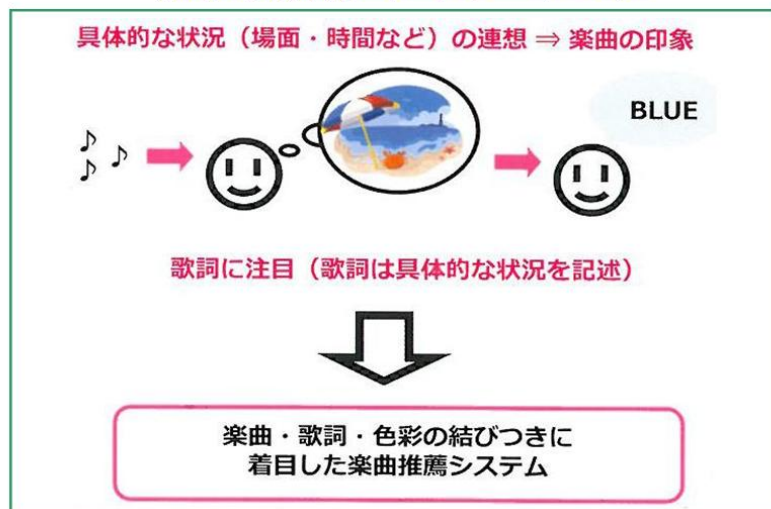 具体的な状況（場面・時間など）の連想 ⇒ 楽曲の印象
BLUE
歌詞に注目（歌詞は具体的な状況を記述）
楽曲・歌詞・色彩の結びつきに
着目した楽曲推薦システム